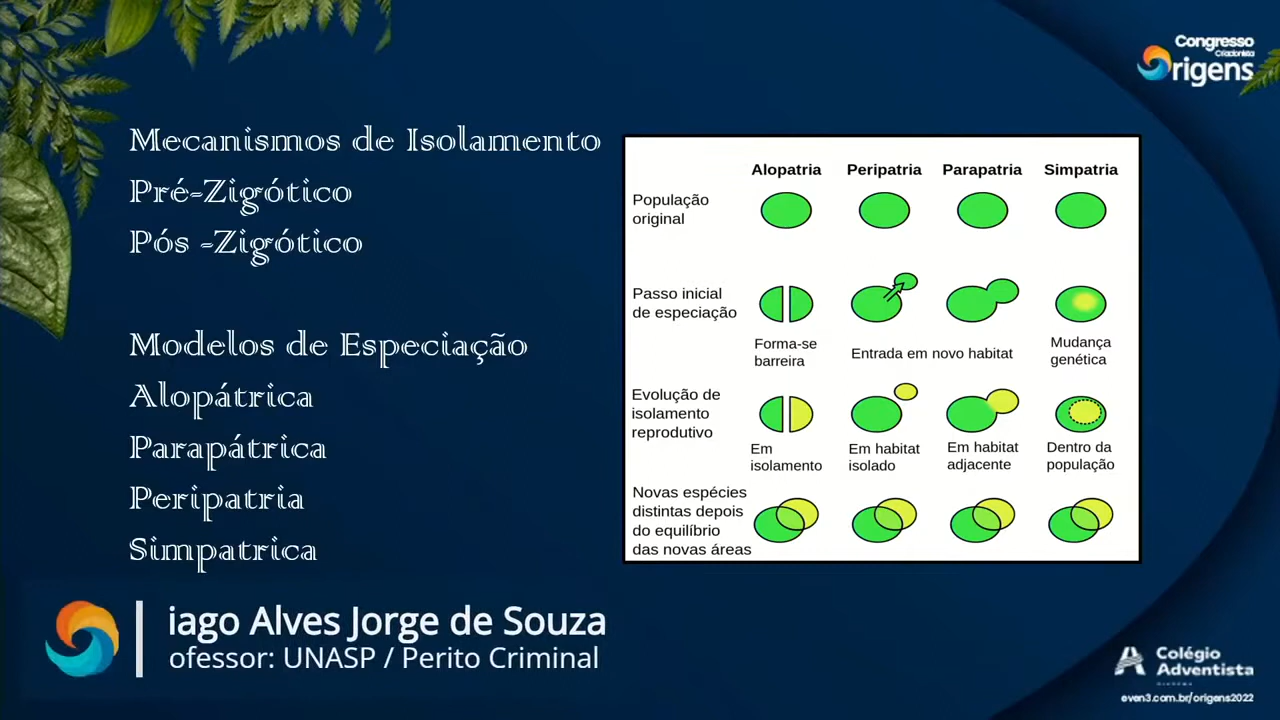 Congresso
Criacionista
Origens
Mecanismos de Isolamento
Pré-Zigótico
Pós -Zigótico
Modelos de Especiação
Alopátrica
Parapátrica
Peripatria
Simpatrica
Alopatria Peripatria Parapatria Simpatria
População
original
Passo inicial
de especiação
Forma-se
barreira
Entrada em novo habitat
Mudança
genética
Evolução de
isolamento
reprodutivo
Em
isolamento
Em habitat
isolado
Em habitat
adjacente
Dentro da
população
Novas espécies
distintas depois
do equilíbrio
das novas áreas
iago Alves Jorge de Souza
ofessor: UNASP / Perito Criminal
Colégio
Adventista
even3.com.br/origens2022